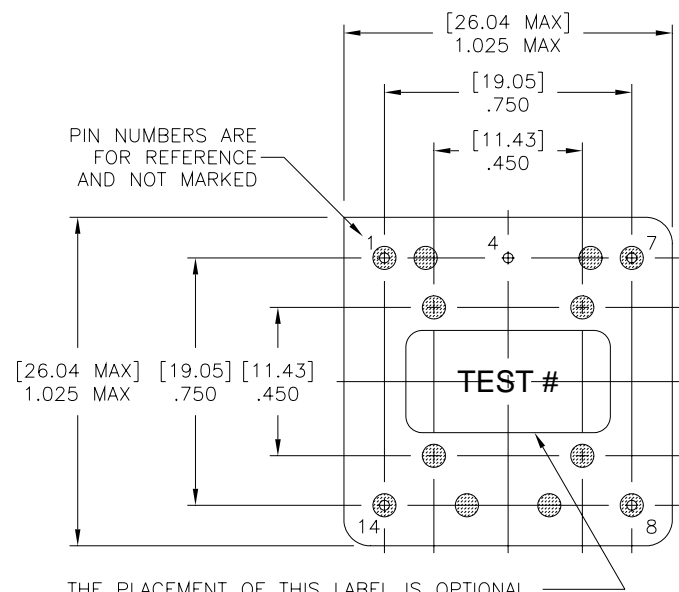 [26.04 MAX]
1.025 MAX
[19.05]
.750
[11.43]
.450
PIN NUMBERS ARE
FOR REFERENCE
AND NOT MARKED
1
4
7
[26.04 MAX] [19.05] [11.43]
1.025 MAX .750 .450
TEST #
14
8
THE PLACEMENT OF THIS LABEL IS OPTIONAL